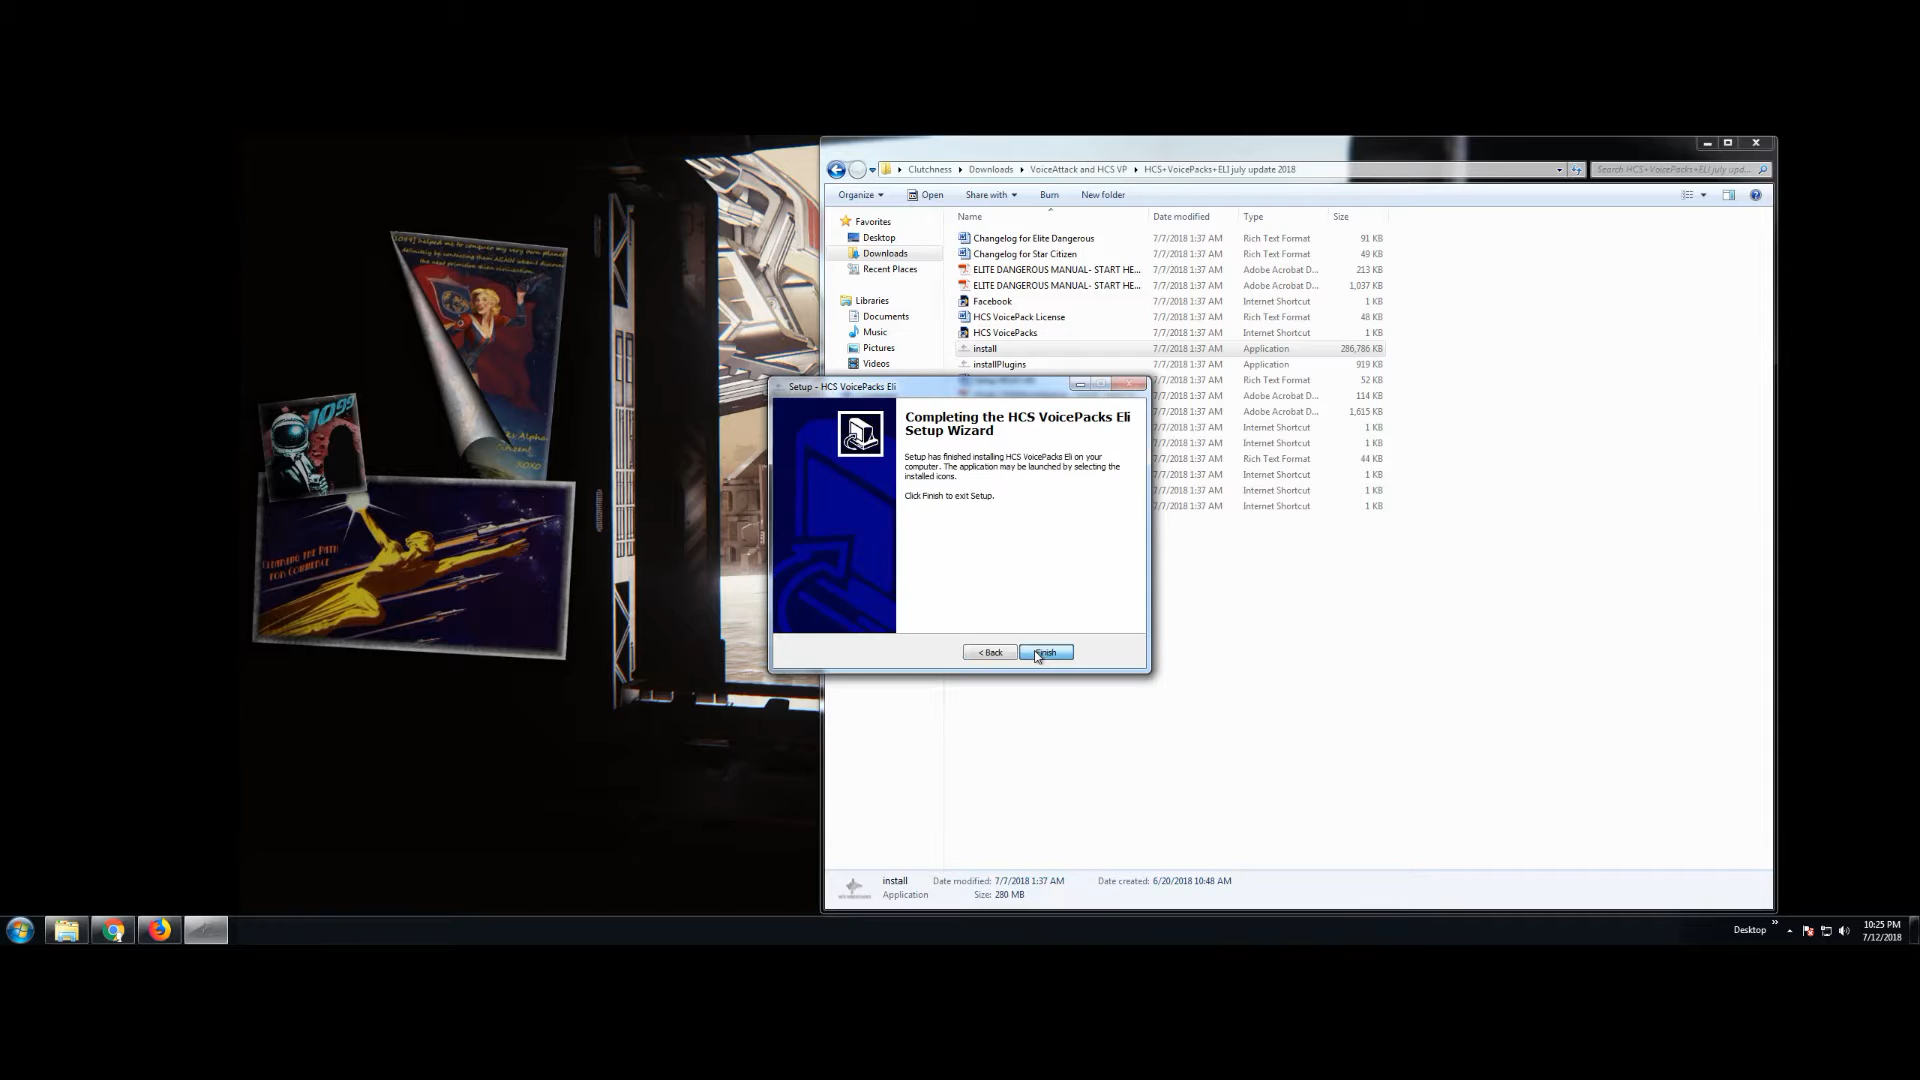 Clutchness ▸ Downloads ▸ VoiceAttack and HCS VP ▸ HCS+VoicePacks+ELI july update 2018
Search HCS+VoicePacks+ELI july upd...
Organize ▾ Open Share with ▾ Burn New folder
Favorites
Desktop
Downloads
Recent Places
Libraries
Documents
Music
Pictures
Videos
Name Date modified Type Size
Changelog for Elite Dangerous 7/7/2018 1:37 AM Rich Text Format 91 KB
Changelog for Star Citizen 7/7/2018 1:37 AM Rich Text Format 49 KB
ELITE DANGEROUS MANUAL- START HE... 7/7/2018 1:37 AM Adobe Acrobat D... 213 KB
ELITE DANGEROUS MANUAL- START HE... 7/7/2018 1:37 AM Adobe Acrobat D... 1,037 KB
Facebook 7/7/2018 1:37 AM Internet Shortcut 1 KB
HCS VoicePack License 7/7/2018 1:37 AM Rich Text Format 48 KB
HCS VoicePacks 7/7/2018 1:37 AM Internet Shortcut 1 KB
install 7/7/2018 1:37 AM Application 286,786 KB
installPlugins 7/7/2018 1:37 AM Application 919 KB
7/7/2018 1:37 AM Rich Text Format 52 KB
7/7/2018 1:37 AM Adobe Acrobat D... 114 KB
7/7/2018 1:37 AM Adobe Acrobat D... 1,615 KB
7/7/2018 1:37 AM Internet Shortcut 1 KB
7/7/2018 1:37 AM Internet Shortcut 1 KB
7/7/2018 1:37 AM Rich Text Format 44 KB
7/7/2018 1:37 AM Internet Shortcut 1 KB
7/7/2018 1:37 AM Internet Shortcut 1 KB
7/7/2018 1:37 AM Internet Shortcut 1 KB
Setup - HCS VoicePacks Eli
Completing the HCS VoicePacks Eli
Setup Wizard
Setup has finished installing HCS VoicePacks Eli on your
computer. The application may be launched by selecting the
installed icons.
Click Finish to exit Setup.
< Back Finish
1099
CLEARING THE PATH
FOR COMMERCE
XOXO
install Date modified: 7/7/2018 1:37 AM Date created: 6/20/2018 10:48 AM
Application Size: 280 MB
Desktop
10:25 PM
7/12/2018